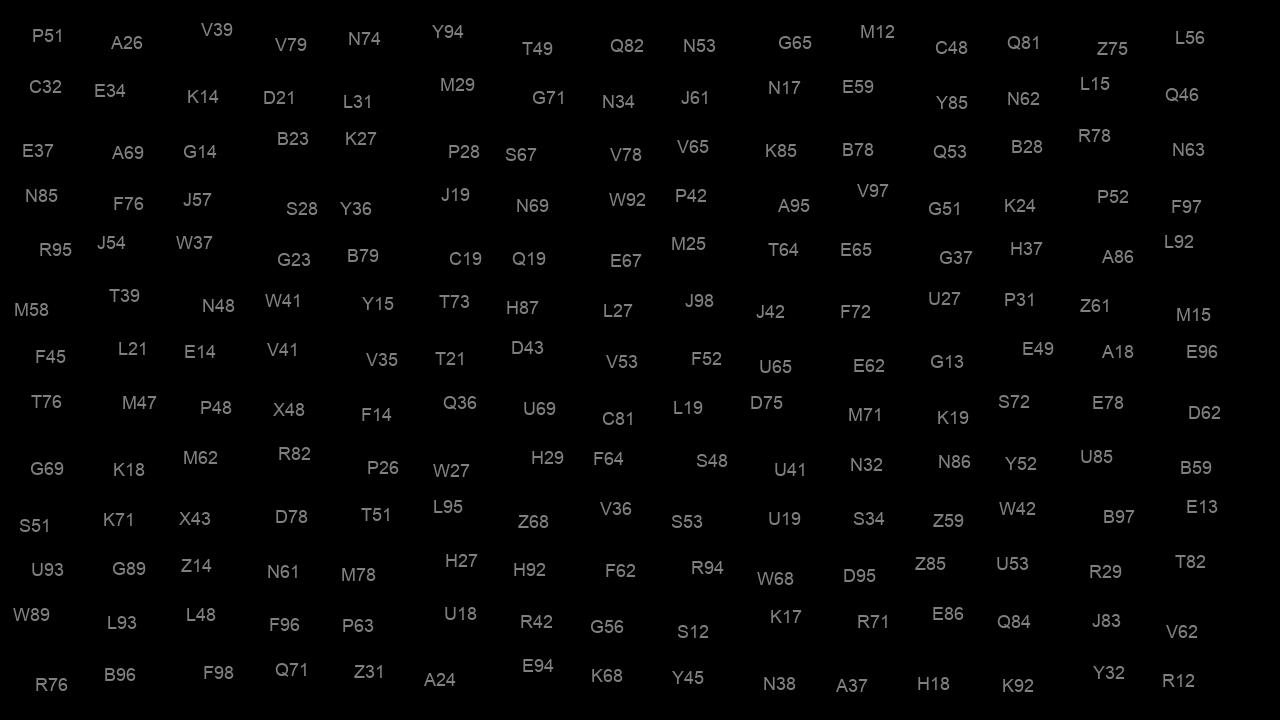 P51 A26 V39 V79 N74 Y94 T49 Q82 N53 G65 M12 C48 Q81 Z75 L56
C32 E34 K14 D21 L31 M29 G71 N34 J61 N17 E59 Y85 N62 L15 Q46
E37 A69 G14 B23 K27 P28 S67 V78 V65 K85 B78 Q53 B28 R78 N63
N85 F76 J57 S28 Y36 J19 N69 W92 P42 A95 V97 G51 K24 P52 F97
R95 J54 W37 G23 B79 C19 Q19 E67 M25 T64 E65 G37 H37 A86 L92
M58 T39 N48 W41 Y15 T73 H87 L27 J98 J42 F72 U27 P31 Z61 M15
F45 L21 E14 V41 V35 T21 D43 V53 F52 U65 E62 G13 E49 A18 E96
T76 M47 P48 X48 F14 Q36 U69 C81 L19 D75 M71 K19 S72 E78 D62
G69 K18 M62 R82 P26 W27 H29 F64 S48 U41 N32 N86 Y52 U85 B59
S51 K71 X43 D78 T51 L95 Z68 V36 S53 U19 S34 Z59 W42 B97 E13
U93 G89 Z14 N61 M78 H27 H92 F62 R94 W68 D95 Z85 U53 R29 T82
W89 L93 L48 F96 P63 U18 R42 G56 S12 K17 R71 E86 Q84 J83 V62
R76 B96 F98 Q71 Z31 A24 E94 K68 Y45 N38 A37 H18 K92 Y32 R12